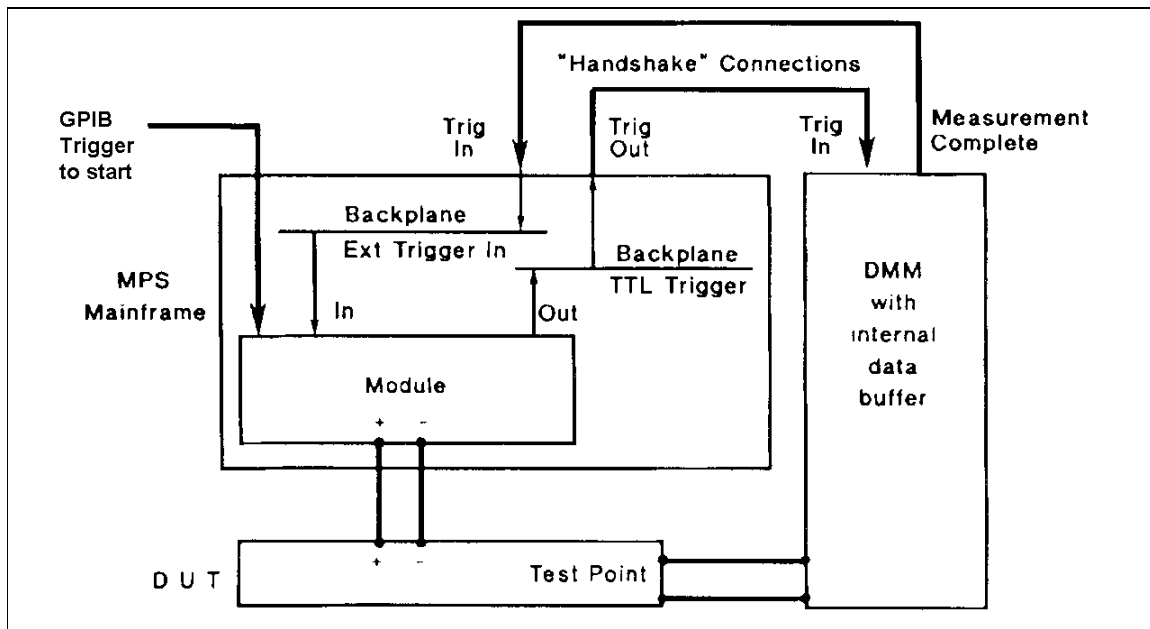 "Handshake" Connections
GPIB
Trigger
to start
Trig
In
Trig
Out
Trig
In
Measurement
Complete
Backplane
Ext Trigger In
Backplane
TTL Trigger
MPS
Mainframe
In
Out
DMM
with
internal
data
buffer
Module
+ -
+ -
DUT
Test Point